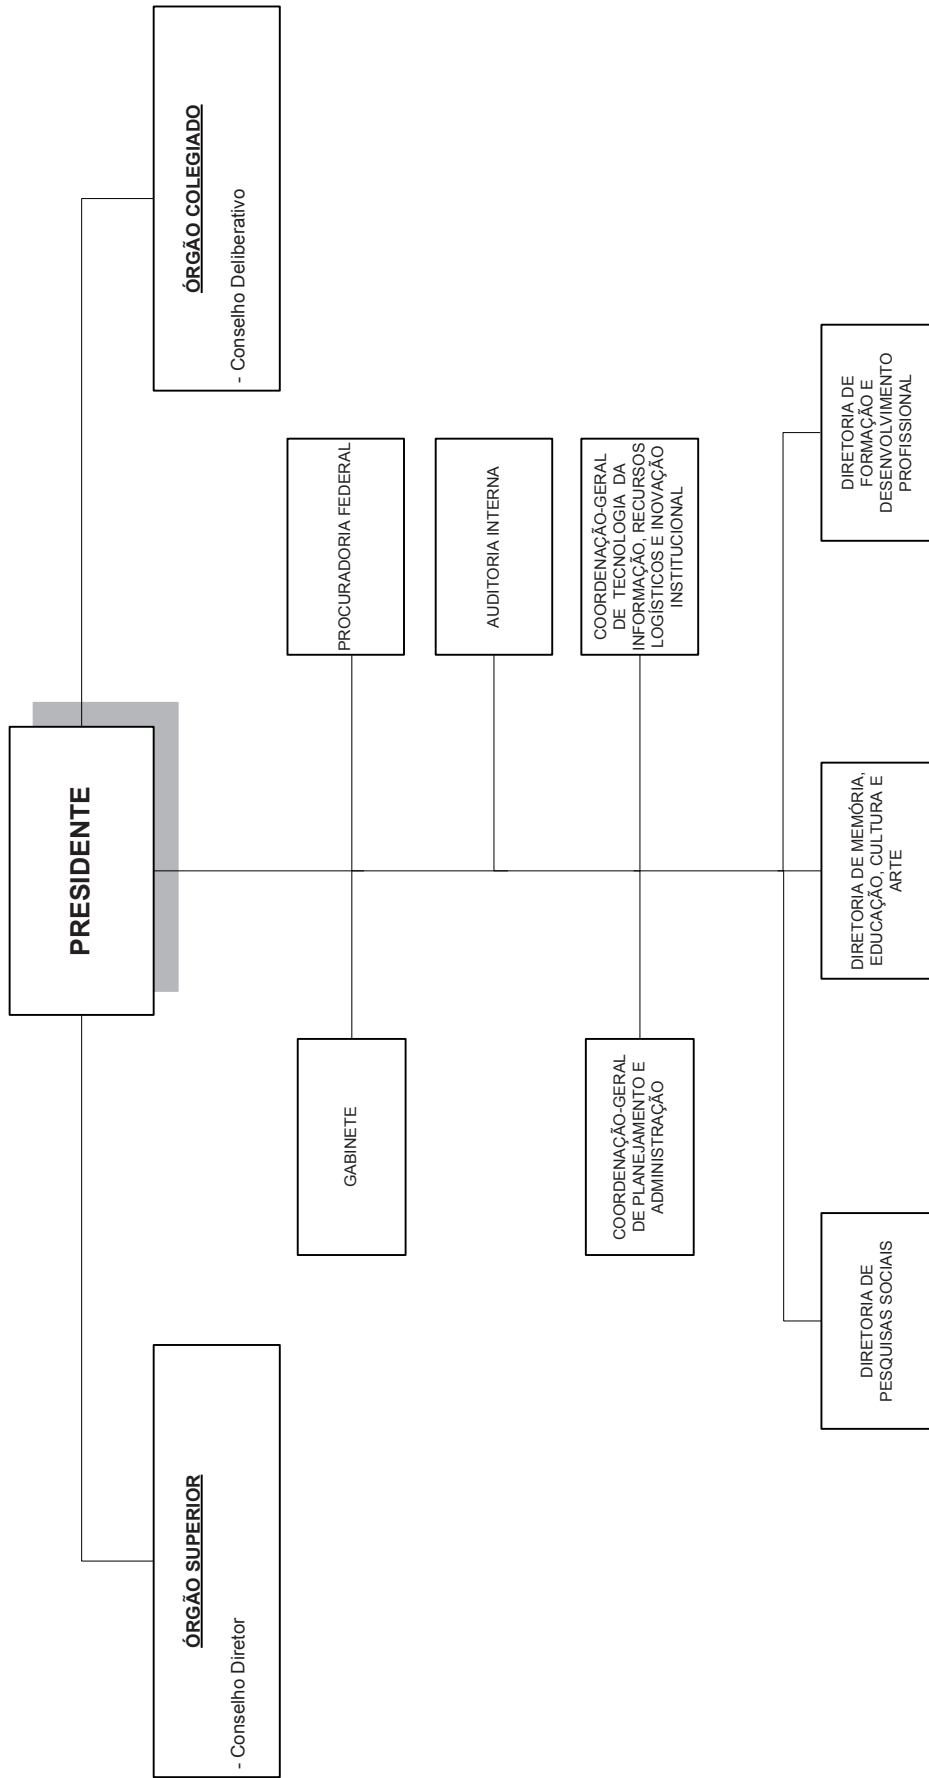 PRESIDENTE
ÓRGÃO SUPERIOR
- Conselho Diretor
ÓRGÃO COLEGIADO
- Conselho Deliberativo
GABINETE
PROCURADORIA FEDERAL
AUDITORIA INTERNA
COORDENAÇÃO-GERAL
DE PLANEJAMENTO E
ADMINISTRAÇÃO
COORDENAÇÃO-GERAL
DE TECNOLOGIA DA
INFORMAÇÃO, RECURSOS
LOGÍSTICOS E INOVAÇÃO
INSTITUCIONAL
DIRETORIA DE
PESQUISAS SOCIAIS
DIRETORIA DE MEMÓRIA,
EDUCAÇÃO, CULTURA E
ARTE
DIRETORIA DE
FORMAÇÃO E
DESENVOLVIMENTO
PROFISSIONAL